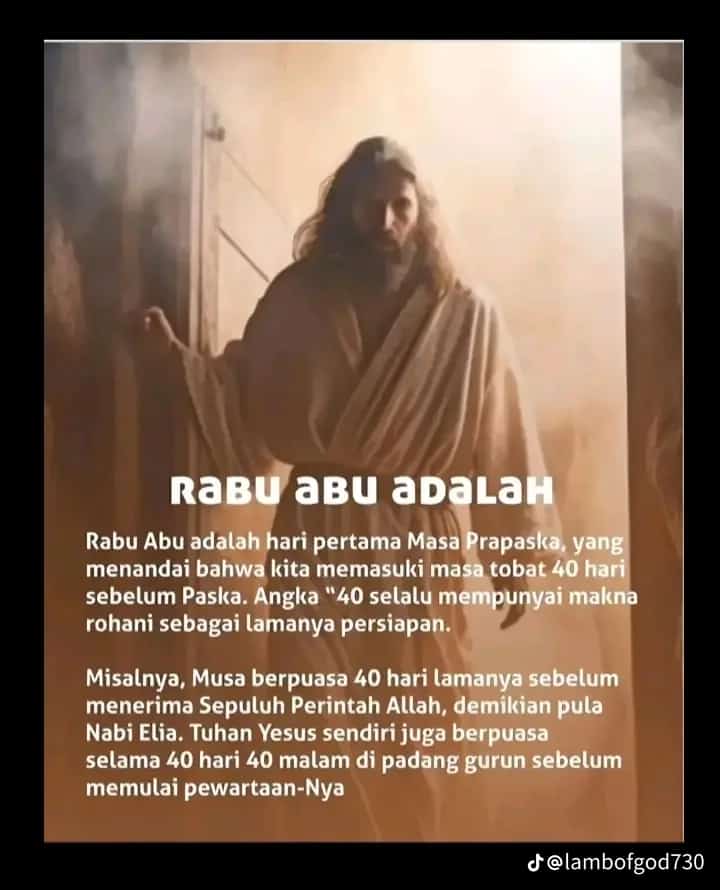 RABU ABU ADALAH
Rabu Abu adalah hari pertama Masa Prapaska, yang
menandai bahwa kita memasuki masa tobat 40 hari
sebelum Paska. Angka “40 selalu mempunyai makna
rohani sebagai lamanya persiapan.
Misalnya, Musa berpuasa 40 hari lamanya sebelum
menerima Sepuluh Perintah Allah, demikian pula
Nabi Elia. Tuhan Yesus sendiri juga berpuasa
selama 40 hari 40 malam di padang gurun sebelum
memulai pewartaan-Nya
@lambofgod730